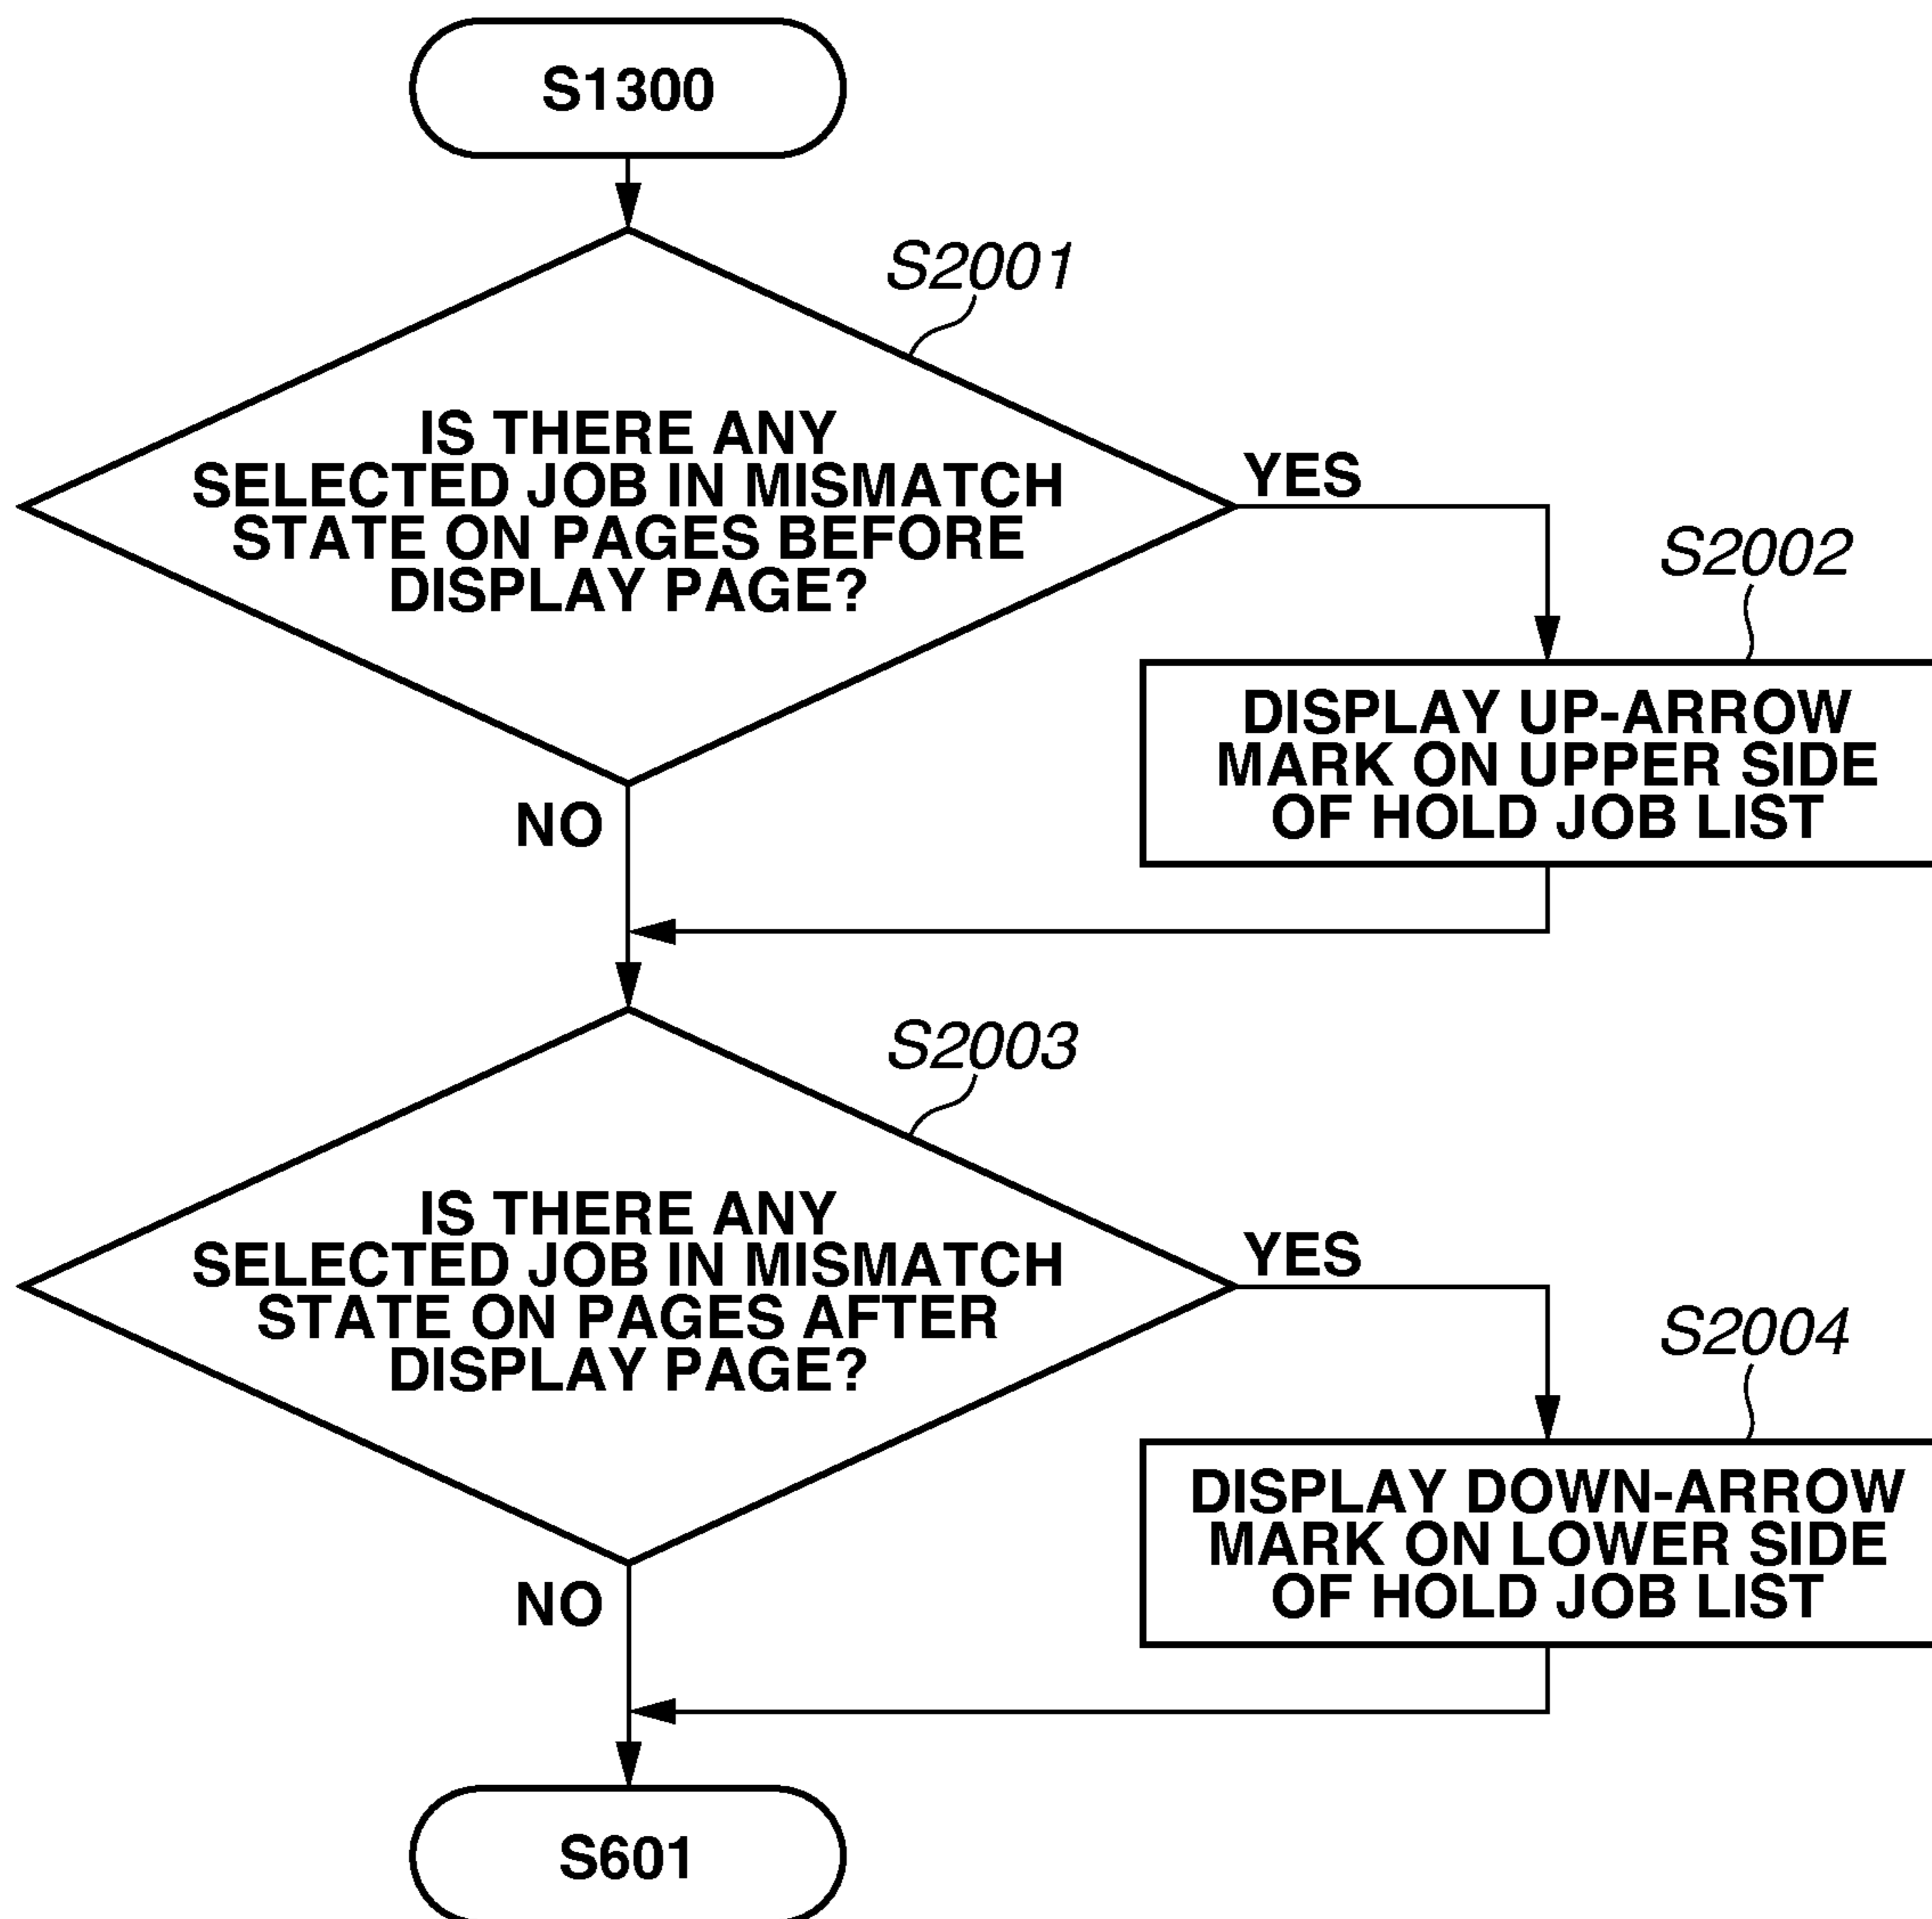 S1300
S2001
IS THERE ANY
SELECTED JOB IN MISMATCH
STATE ON PAGES BEFORE
DISPLAY PAGE?
YES
S2002
DISPLAY UP-ARROW
MARK ON UPPER SIDE
OF HOLD JOB LIST
NO
S2003
IS THERE ANY
SELECTED JOB IN MISMATCH
STATE ON PAGES AFTER
DISPLAY PAGE?
YES
S2004
DISPLAY DOWN-ARROW
MARK ON LOWER SIDE
OF HOLD JOB LIST
NO
S601